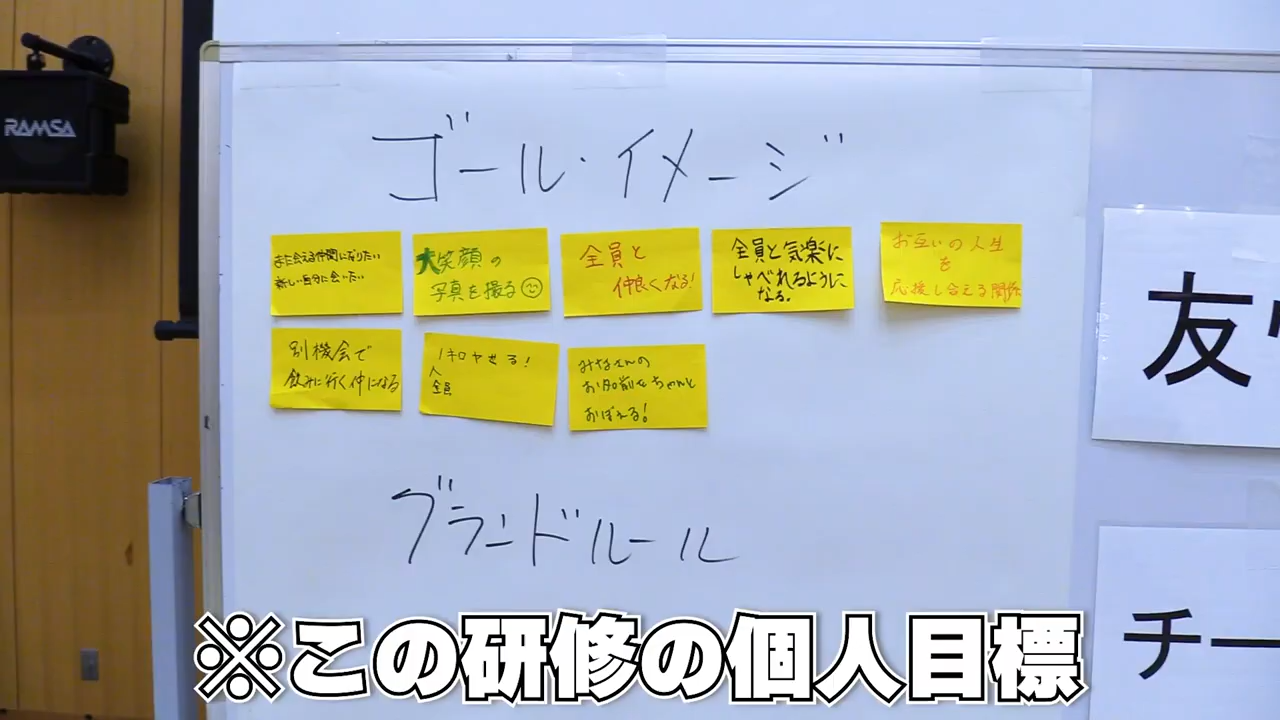 RAMSA
ゴール・イメージ
また会える仲間になりたい
新しい自分に会いたい
大笑顔の
写真を撮る
全員と
仲良くなる!
全員と気楽に
しゃべれるように
なる。
お互いの人生
を
応援し合える関係
別機会で
飲みに行く仲になる
1キロヤせる!
人
全員
みなさんの
お名前をちゃんと
おぼえる!
グランドルール
友
チー
※この研修の個人目標